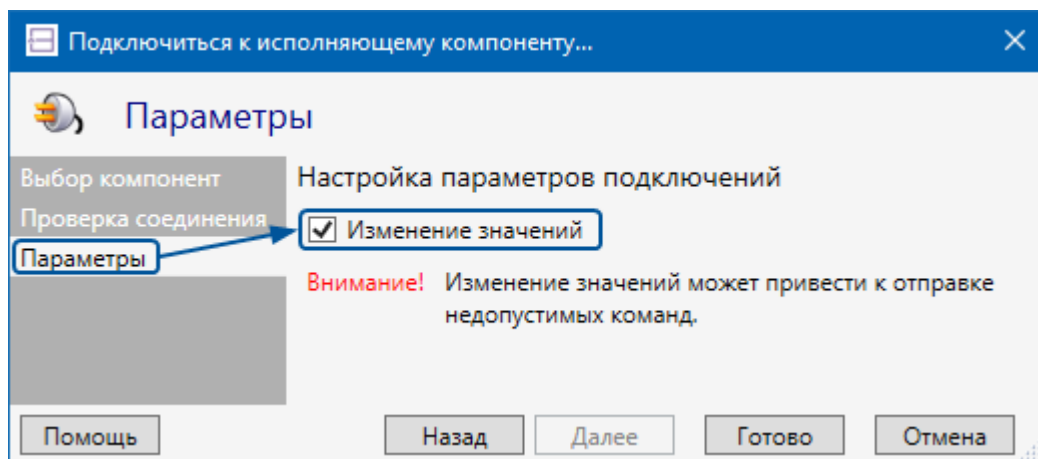 Подключиться к исполняющему компоненту...
Параметры
Выбор компонент
Проверка соединения
Параметры
Настройка параметров подключений
Изменение значений
Внимание! Изменение значений может привести к отправке
недопустимых команд.
Помощь
Назад
Далее
Готово
Отмена